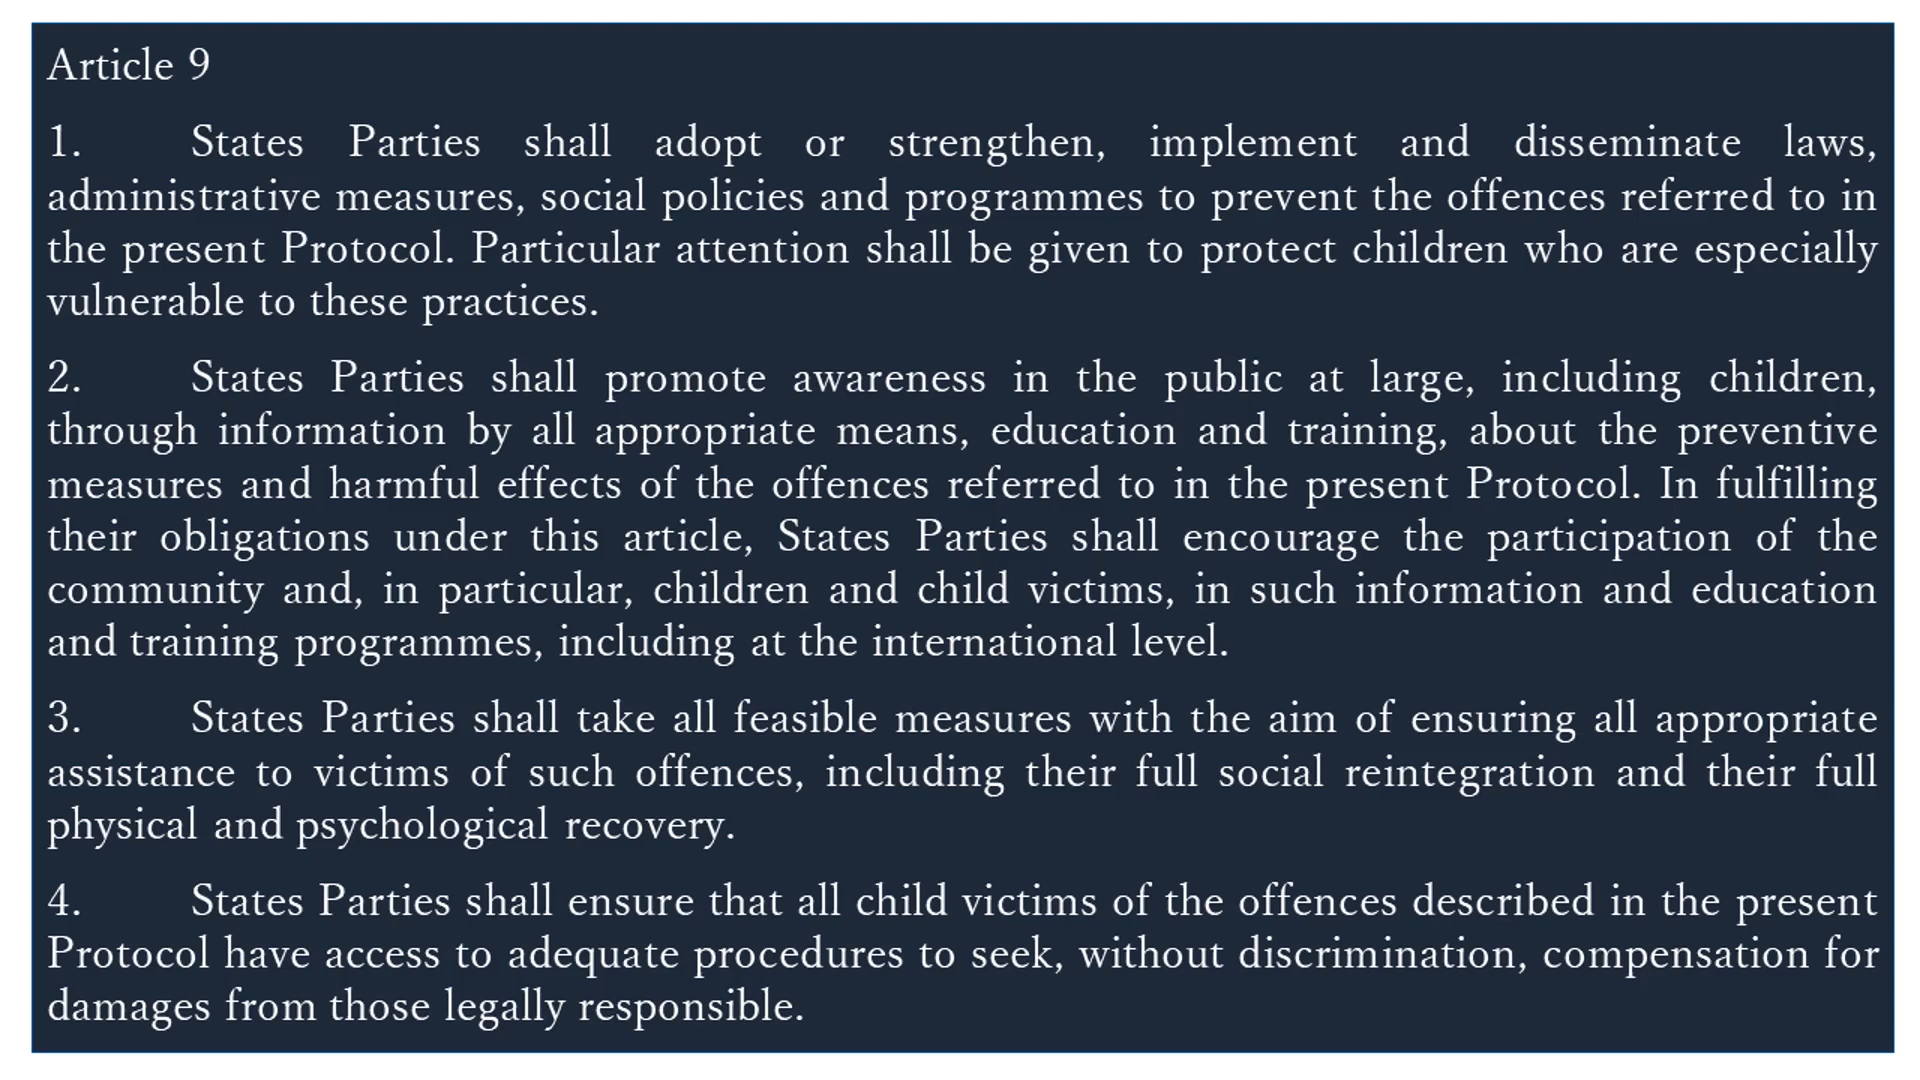 Article 9
1. States Parties shall adopt or strengthen, implement and disseminate laws,
administrative measures, social policies and programmes to prevent the offences referred to in
the present Protocol. Particular attention shall be given to protect children who are especially
vulnerable to these practices.
2. States Parties shall promote awareness in the public at large, including children,
through information by all appropriate means, education and training, about the preventive
measures and harmful effects of the offences referred to in the present Protocol. In fulfilling
their obligations under this article, States Parties shall encourage the participation of the
community and, in particular, children and child victims, in such information and education
and training programmes, including at the international level.
3. States Parties shall take all feasible measures with the aim of ensuring all appropriate
assistance to victims of such offences, including their full social reintegration and their full
physical and psychological recovery.
4. States Parties shall ensure that all child victims of the offences described in the present
Protocol have access to adequate procedures to seek, without discrimination, compensation for
damages from those legally responsible.